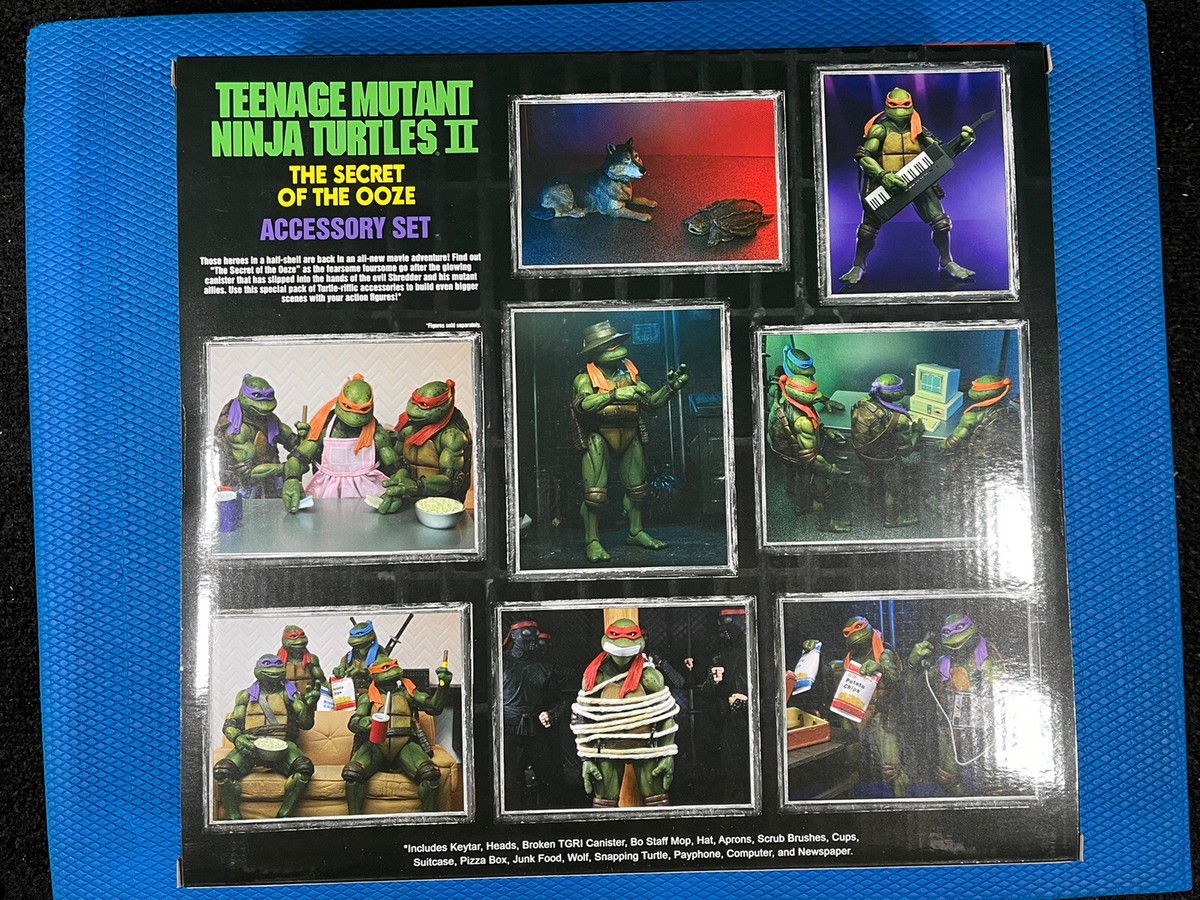 TEENAGE MUTANT
NINJA TURTLES II
THE SECRET
OF THE OOZE
ACCESSORY SET
Those heroes in a half-shell are back in an all-new movie adventure! Find out
"The Secret of the Ooze" as the fearsome foursome go after the glowing
canister that has slipped into the hands of the evil Shredder and his mutant
allies. Use this special pack of Turtle-riffic accessories to build even bigger
scenes with your action figures!*
*Figures sold separately.
Potato
Chips
*Includes Keytar, Heads, Broken TGRI Canister, Bo Staff Mop, Hat, Aprons, Scrub Brushes, Cups,
Suitcase, Pizza Box, Junk Food, Wolf, Snapping Turtle, Payphone, Computer, and Newspaper.